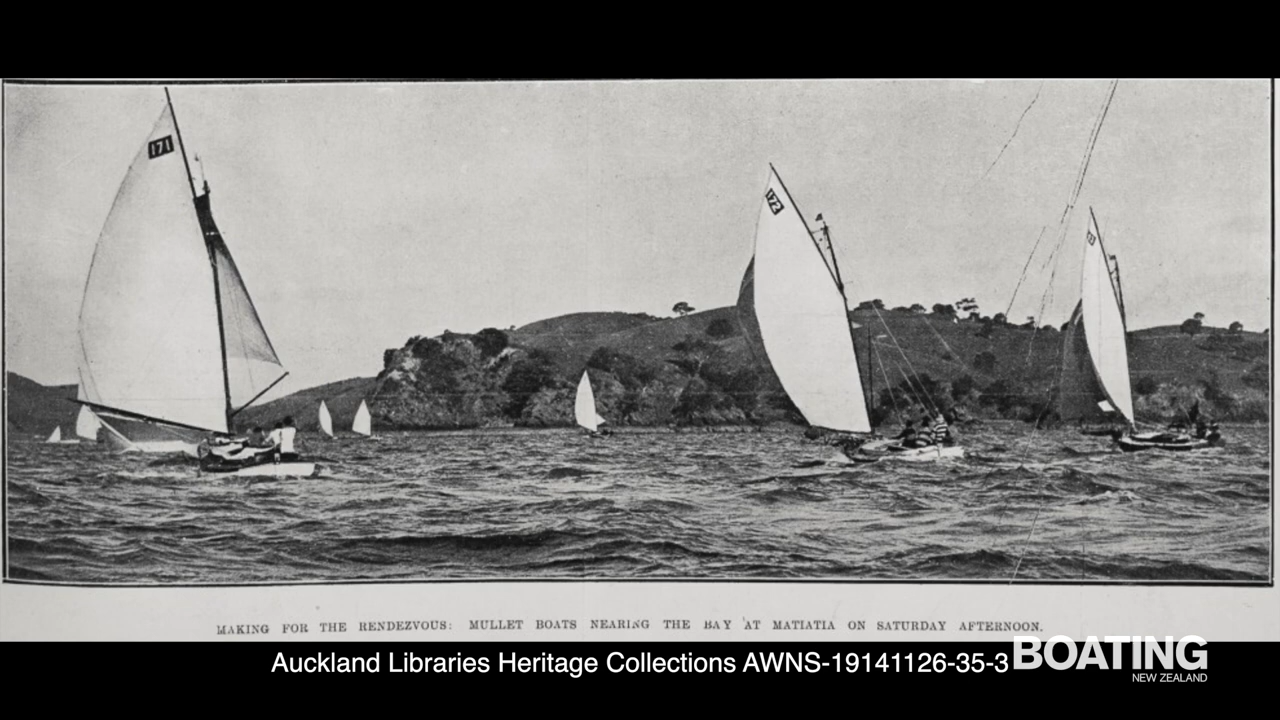 171
172
MAKING FOR THE RENDEZVOUS: MULLET BOATS NEARING THE BAY AT MATIATIA ON SATURDAY AFTERNOON.
Auckland Libraries Heritage Collections AWNS-19141126-35-3
BOATING
NEW ZEALAND